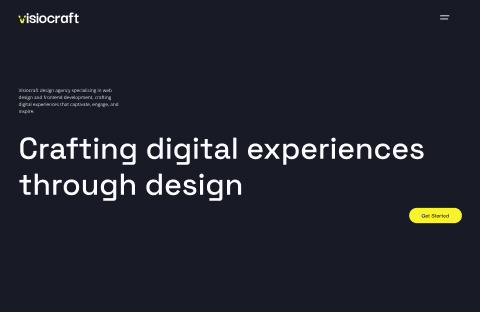 visiocraft
Visiocraft design agency specializing in web
design and frontend development, crafting
digital experiences that captivate, engage, and
inspire.
Crafting digital experiences
through design
Get Started